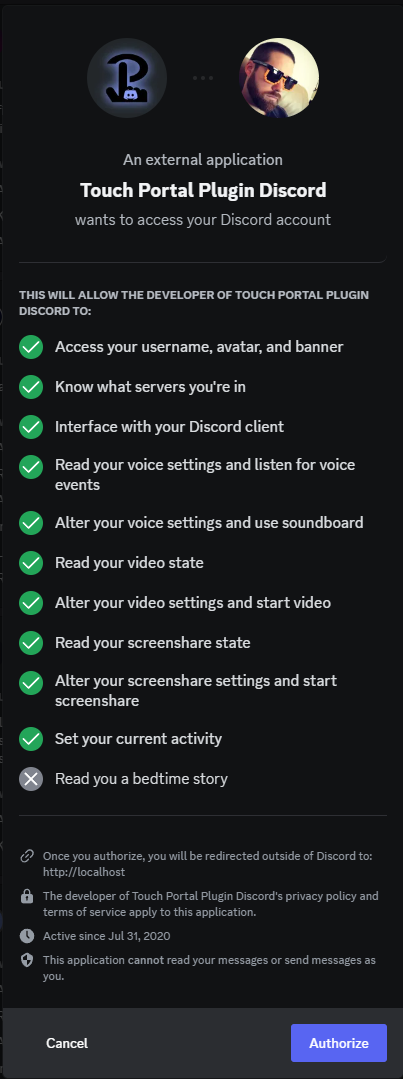 An external application
Touch Portal Plugin Discord
wants to access your Discord account
THIS WILL ALLOW THE DEVELOPER OF TOUCH PORTAL PLUGIN
DISCORD TO:
Access your username, avatar, and banner
Know what servers you're in
Interface with your Discord client
Read your voice settings and listen for voice
events
Alter your voice settings and use soundboard
Read your video state
Alter your video settings and start video
Read your screenshare state
Alter your screenshare settings and start
screenshare
Set your current activity
Read you a bedtime story
Once you authorize, you will be redirected outside of Discord to:
http://localhost
The developer of Touch Portal Plugin Discord's privacy policy and
terms of service apply to this application.
Active since Jul 31, 2020
This application cannot read your messages or send messages as
you.
Cancel
Authorize